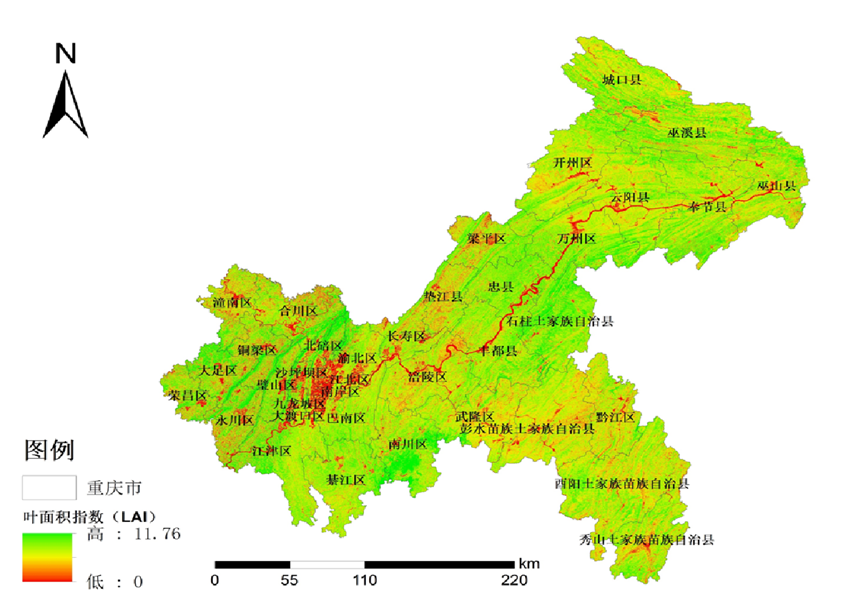 N
城口县
巫溪县
开州区
巫山县
云阳县
奉节县
梁平区
万州区
忠县
垫江县
石柱土家族自治县
潼南区
合川区
长寿区
北碚区
铜梁区
渝北区
丰都县
大足区
沙坪坝区
江北区
涪陵区
璧山区
南岸区
荣昌区
九龙坡区
大渡口区
巴南区
武隆区
黔江区
永川区
彭水苗族土家族自治县
南川区
江津区
綦江区
酉阳土家族苗族自治县
秀山土家族苗族自治县
图例
重庆市
叶面积指数（LAI）
高 : 11.76
低 : 0
km
0 55 110 220